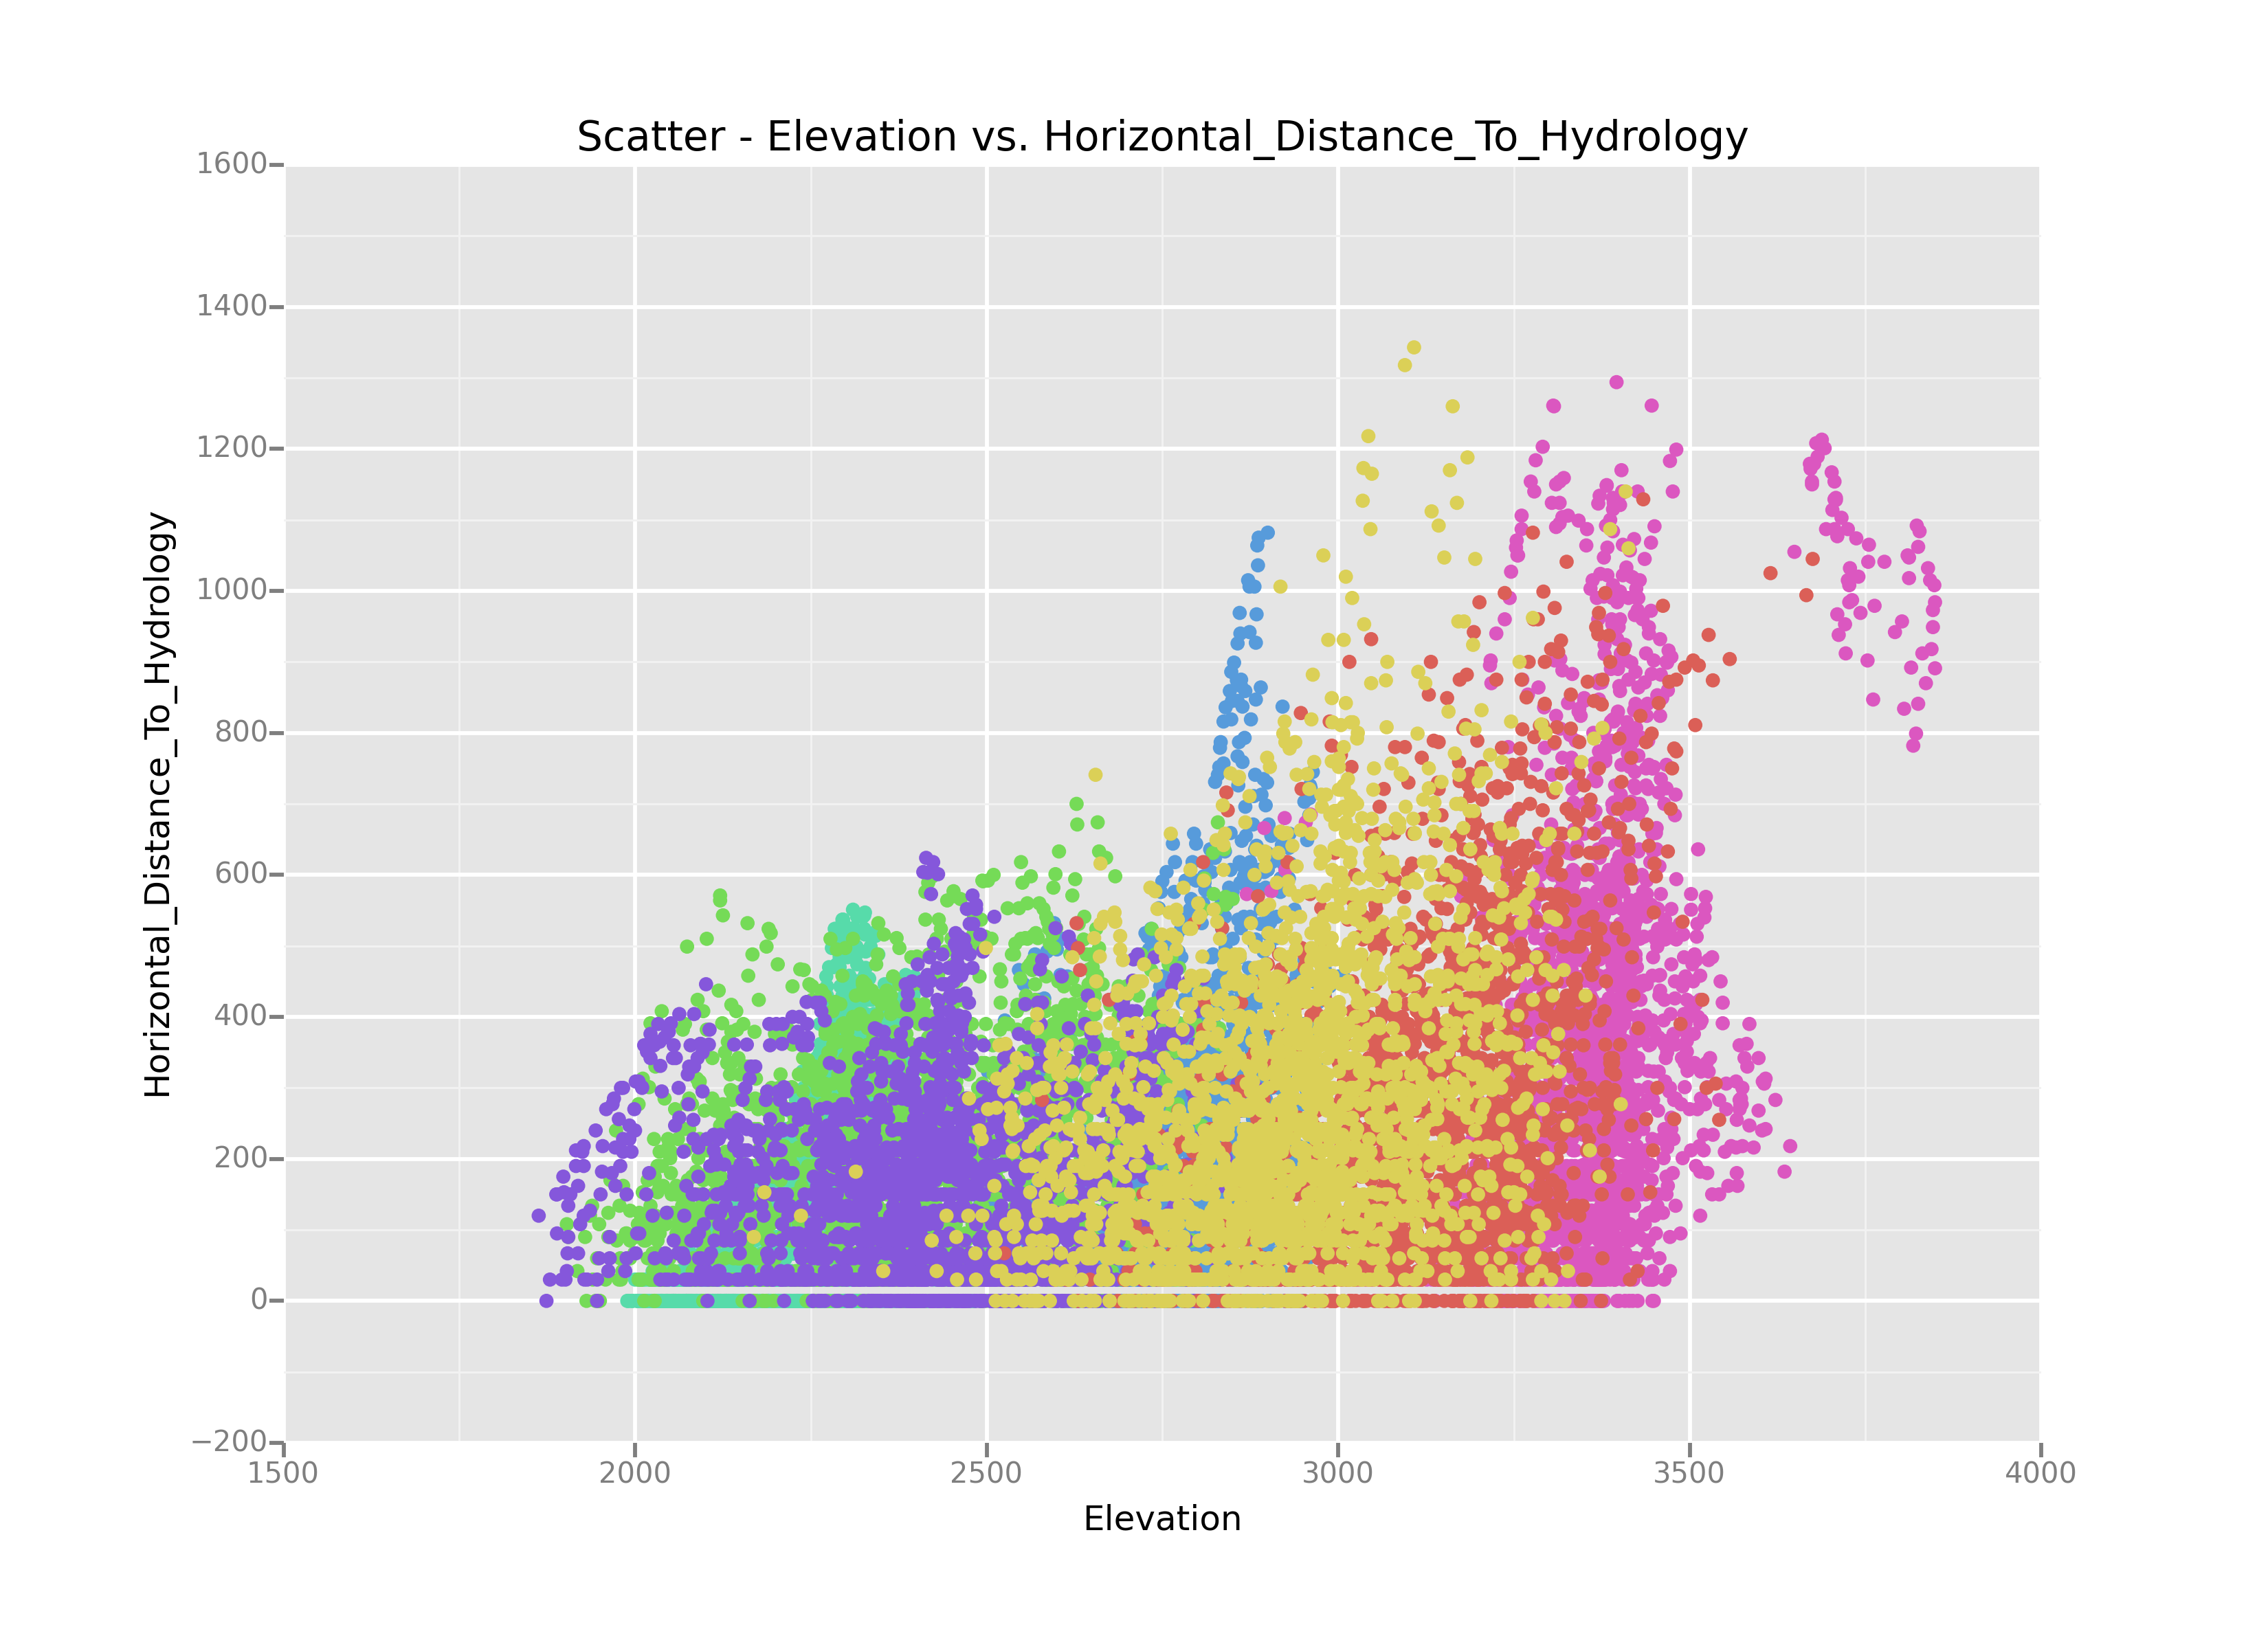 Scatter - Elevation vs. Horizontal_Distance_To_Hydrology
1600
1400
1200
1000
800
600
400
200
0
−200
Horizontal_Distance_To_Hydrology
1500 2000 2500 3000 3500 4000
Elevation